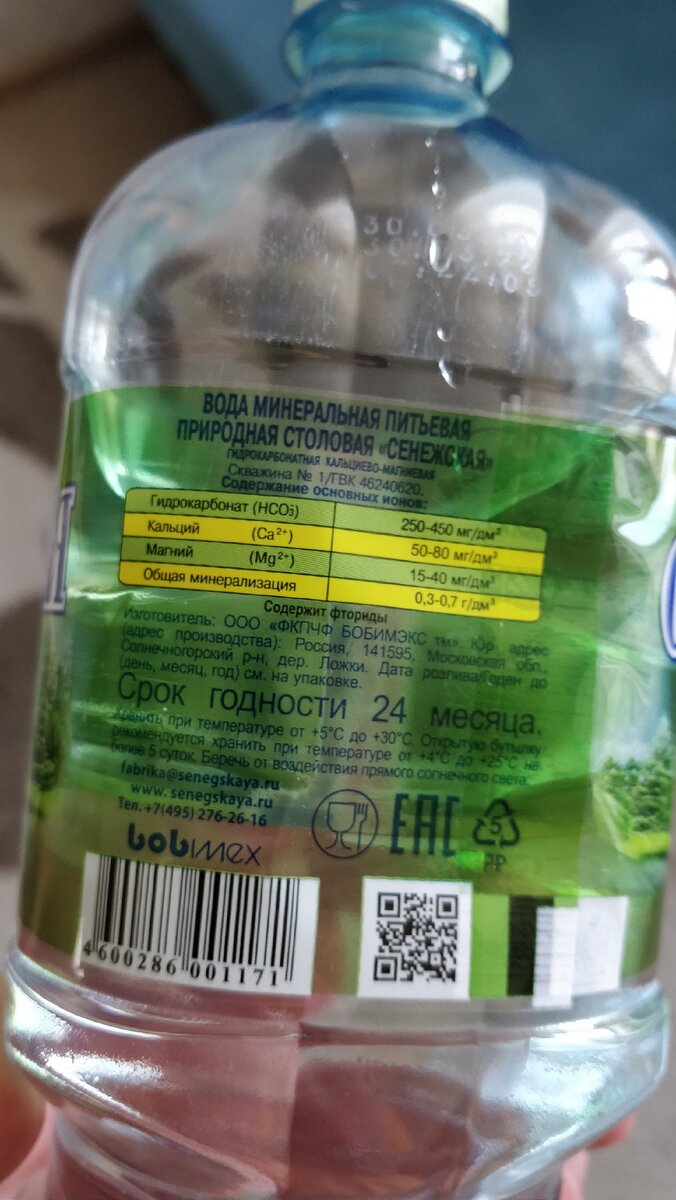 ВОДА МИНЕРАЛЬНАЯ ПИТЬЕВАЯ
ПРИРОДНАЯ СТОЛОВАЯ «СЕНЕЖСКАЯ»
ГИДРОКАРБОНАТНАЯ КАЛЬЦИЕВО-МАГНИЕВАЯ
Скважина № 1/ГВК 46240620.
Содержание основных ионов:
Гидрокарбонат (HCO₃⁻) 250-450 мг/дм³
Кальций (Ca²⁺) 50-80 мг/дм³
Магний (Mg²⁺) 15-40 мг/дм³
Общая минерализация 0,3-0,7 г/дм³
Содержит фториды
Изготовитель: ООО «ФКПЧФ БОБИМЭКС тм». Юр. адрес
(адрес производства): Россия, 141595, Московская обл.,
Солнечногорский р-н, дер. Ложки. Дата розлива/Годен до
(день, месяц, год) см. на упаковке.
Срок годности 24 месяца.
Хранить при температуре от +5°C до +30°C. Открытую бутылку
рекомендуется хранить при температуре от +4°C до +25°C не
более 5 суток. Беречь от воздействия прямого солнечного света.
fabrika@senegskaya.ru
www. senegskaya.ru
Тел. +7(495) 276-26-16
bobimex
EAC
5
PP
4 600286 001171